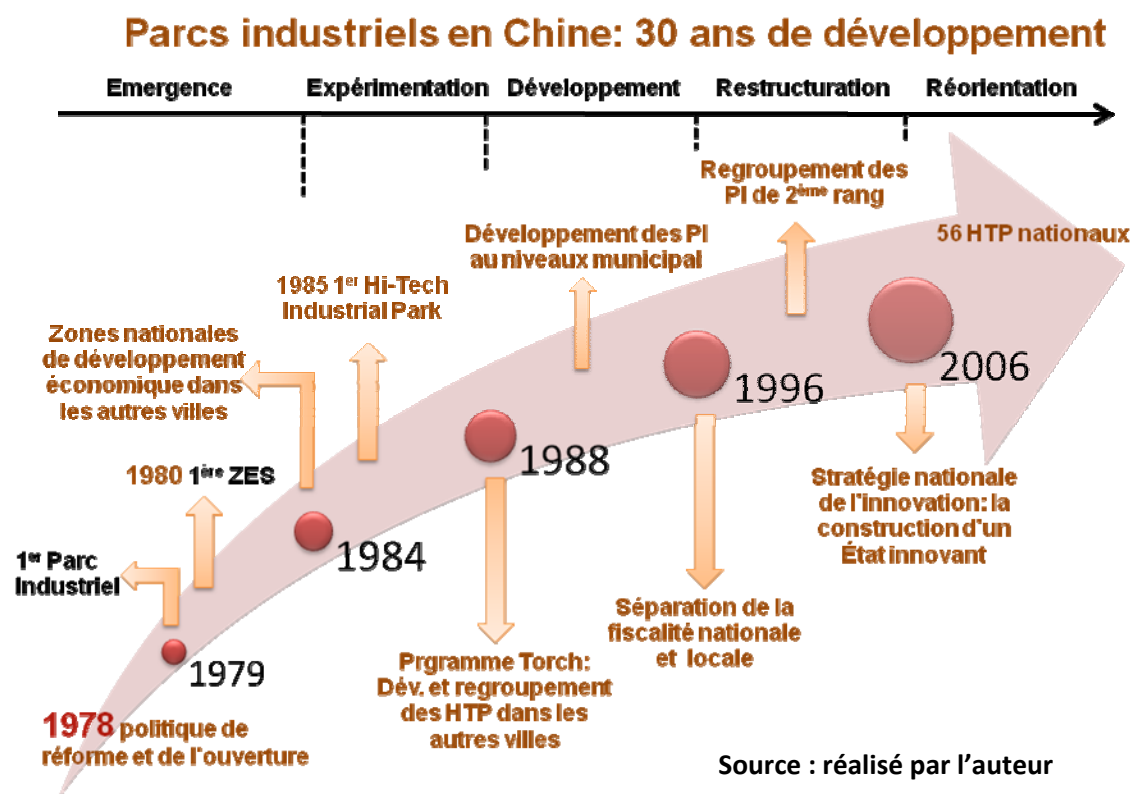 Parcs industriels en Chine: 30 ans de développement
Emergence
Expérimentation
Développement
Restructuration
Réorientation
Regroupement des
PI de 2ème rang
56 HTP nationaux
Développement des PI
au niveaux municipal
1985 1er Hi-Tech
Industrial Park
Zones nationales
de développement
économique dans
les autres villes
2006
1996
1988
1980 1ère ZES
Stratégie nationale
de l'innovation: la
construction d'un
État innovant
1984
1er Parc
Industriel
Séparation de la
fiscalité nationale
et locale
1979
Prgramme Torch:
Dév. et regroupement
des HTP dans les
autres villes
1978 politique de
réforme et de l'ouverture
Source : réalisé par l’auteur